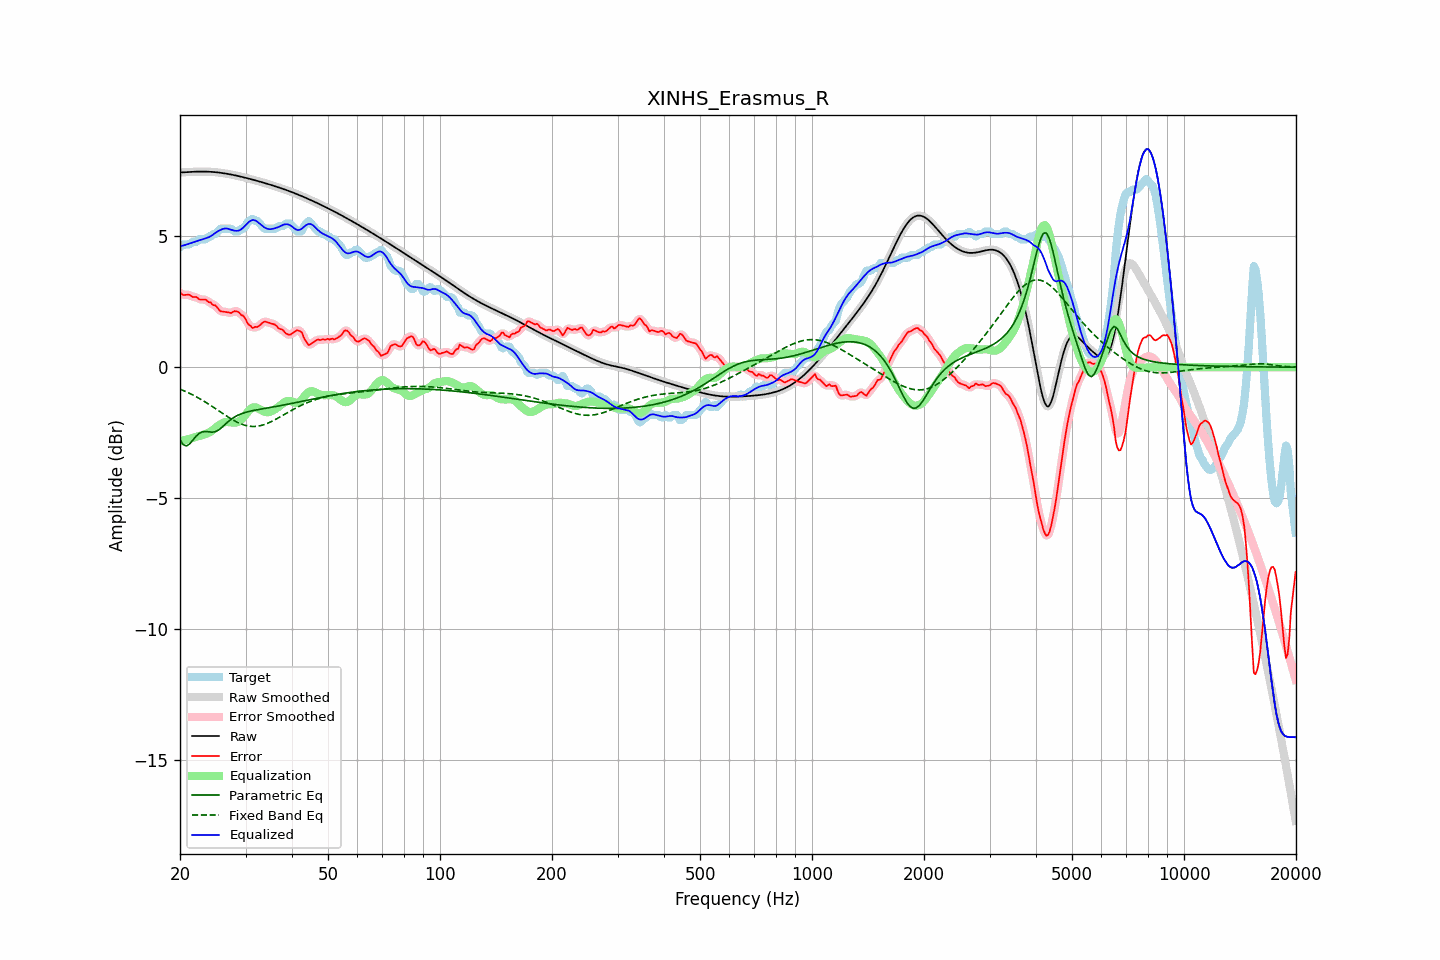 XINHS_Erasmus_R
Amplitude (dBr)
5
0
−5
−10
−15
Target
Raw Smoothed
Error Smoothed
Raw
Error
Equalization
Parametric Eq
Fixed Band Eq
Equalized
20 50 100 200 500 1000 2000 5000 10000 20000
Frequency (Hz)